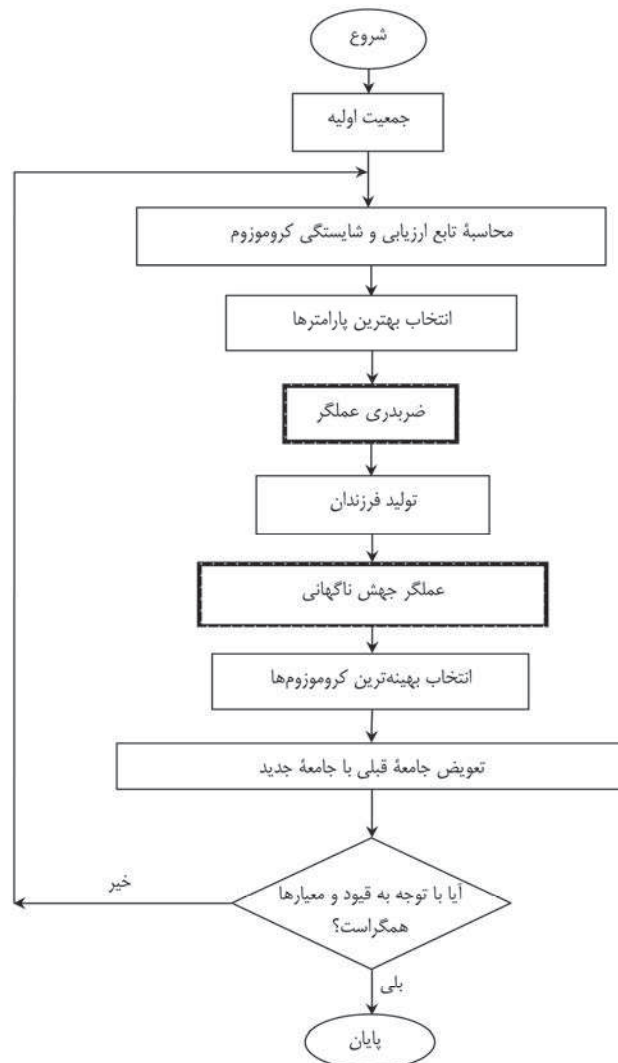 شروع
جمعیت اولیه
محاسبهٔ تابع ارزیابی و شایستگی کروموزوم
انتخاب بهترین پارامترها
ضربدری عملگر
تولید فرزندان
عملگر جهش ناگهانی
انتخاب بهینه‌ترین کروموزوم‌ها
تعویض جامعهٔ قبلی با جامعهٔ جدید
آیا با توجه به قیود و معیارها
همگراست؟
خیر
بلی
پایان